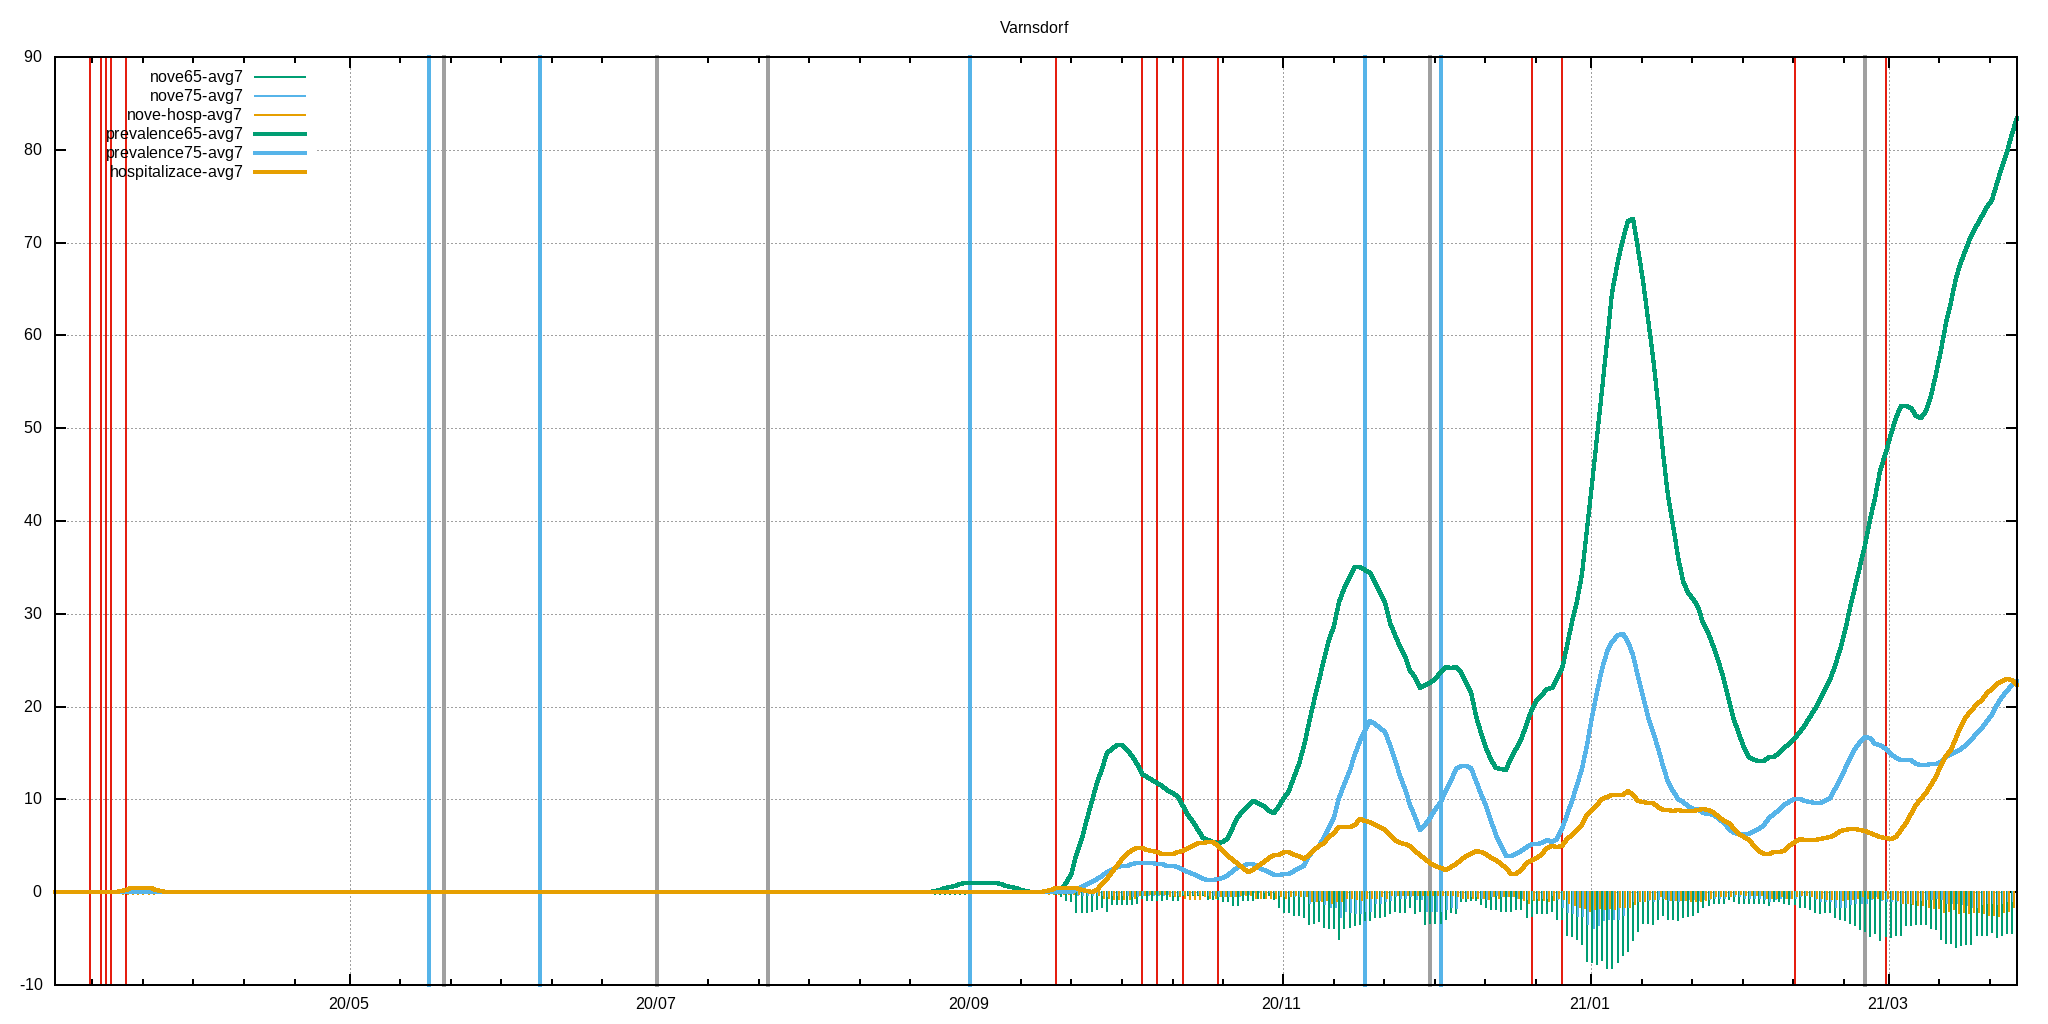 Varnsdorf
90
80
70
60
50
40
30
20
10
0
-10
nove65-avg7
nove75-avg7
nove-hosp-avg7
prevalence65-avg7
prevalence75-avg7
hospitalizace-avg7
20/05 20/07 20/09 20/11 21/01 21/03